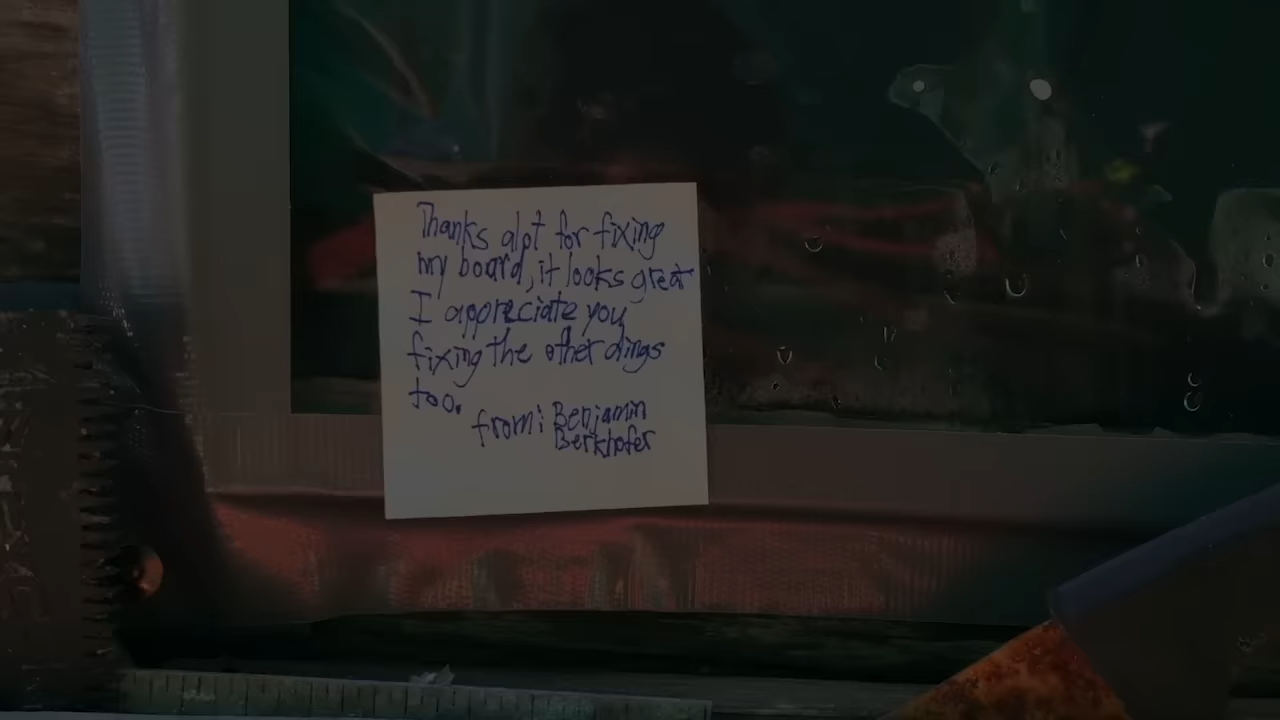 Thanks alot for fixing
my board, it looks great
I appreciate you
fixing the other dings
too.
from: Benjamin
Berkhofer